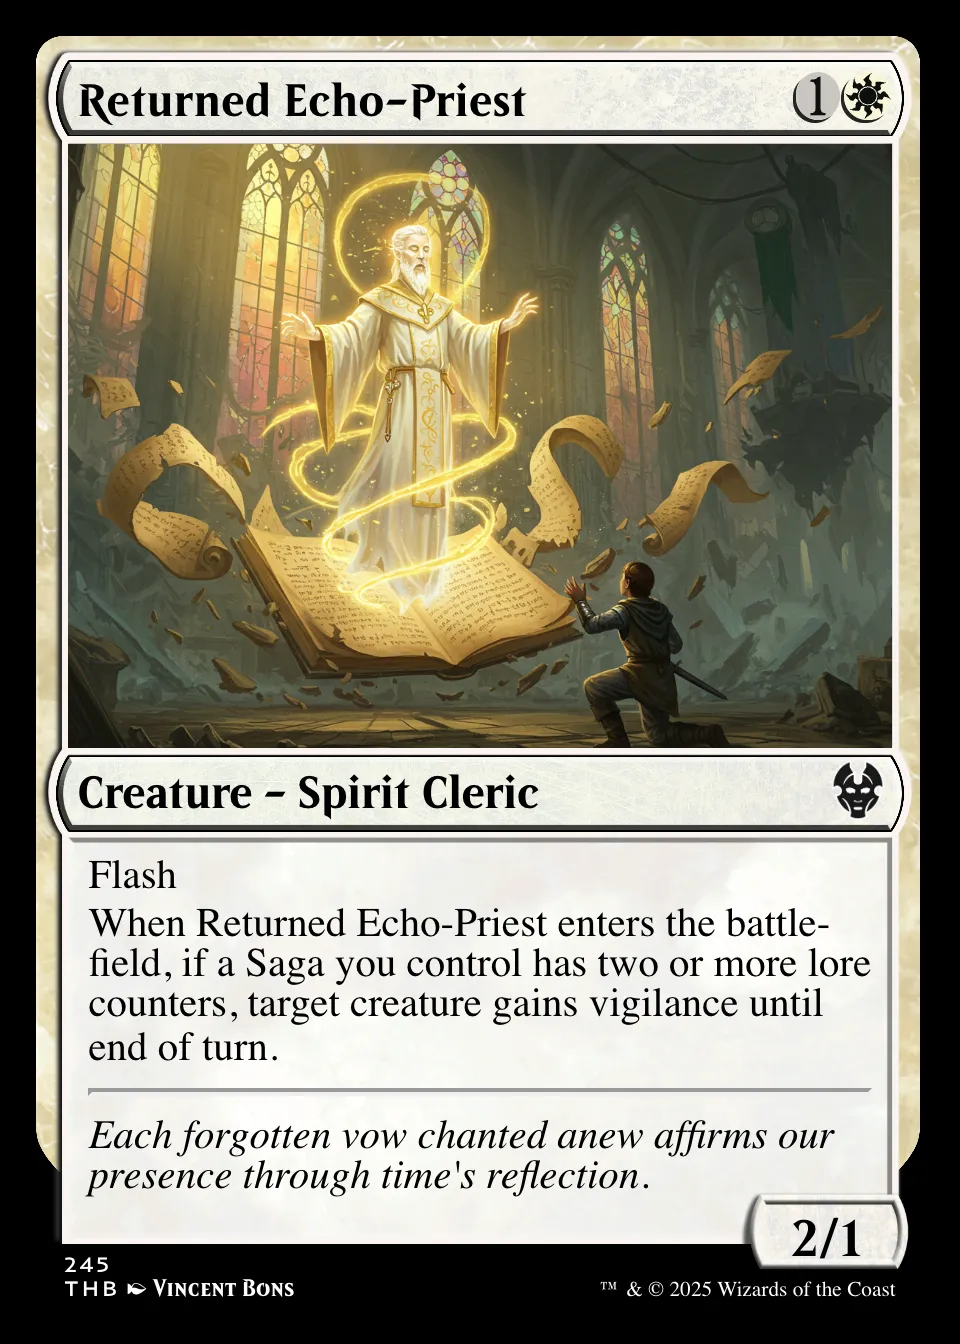 Returned Echo-Priest 1
Creature – Spirit Cleric
Flash
When Returned Echo-Priest enters the battle-
field, if a Saga you control has two or more lore
counters, target creature gains vigilance until
end of turn.
Each forgotten vow chanted anew affirms our
presence through time's reflection.
2/1
245
THB Vincent Bons
™ & © 2025 Wizards of the Coast